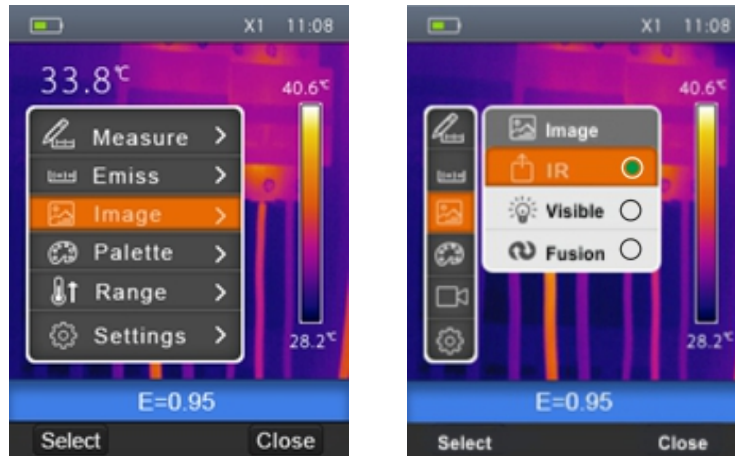 X1 11:08
33.8℃
40.6℃
Measure
Emiss
Image
Palette
Range
Settings
28.2℃
E=0.95
Select Close
X1 11:08
40.6℃
Image
IR
Visible
Fusion
28.2℃
E=0.95
Select Close